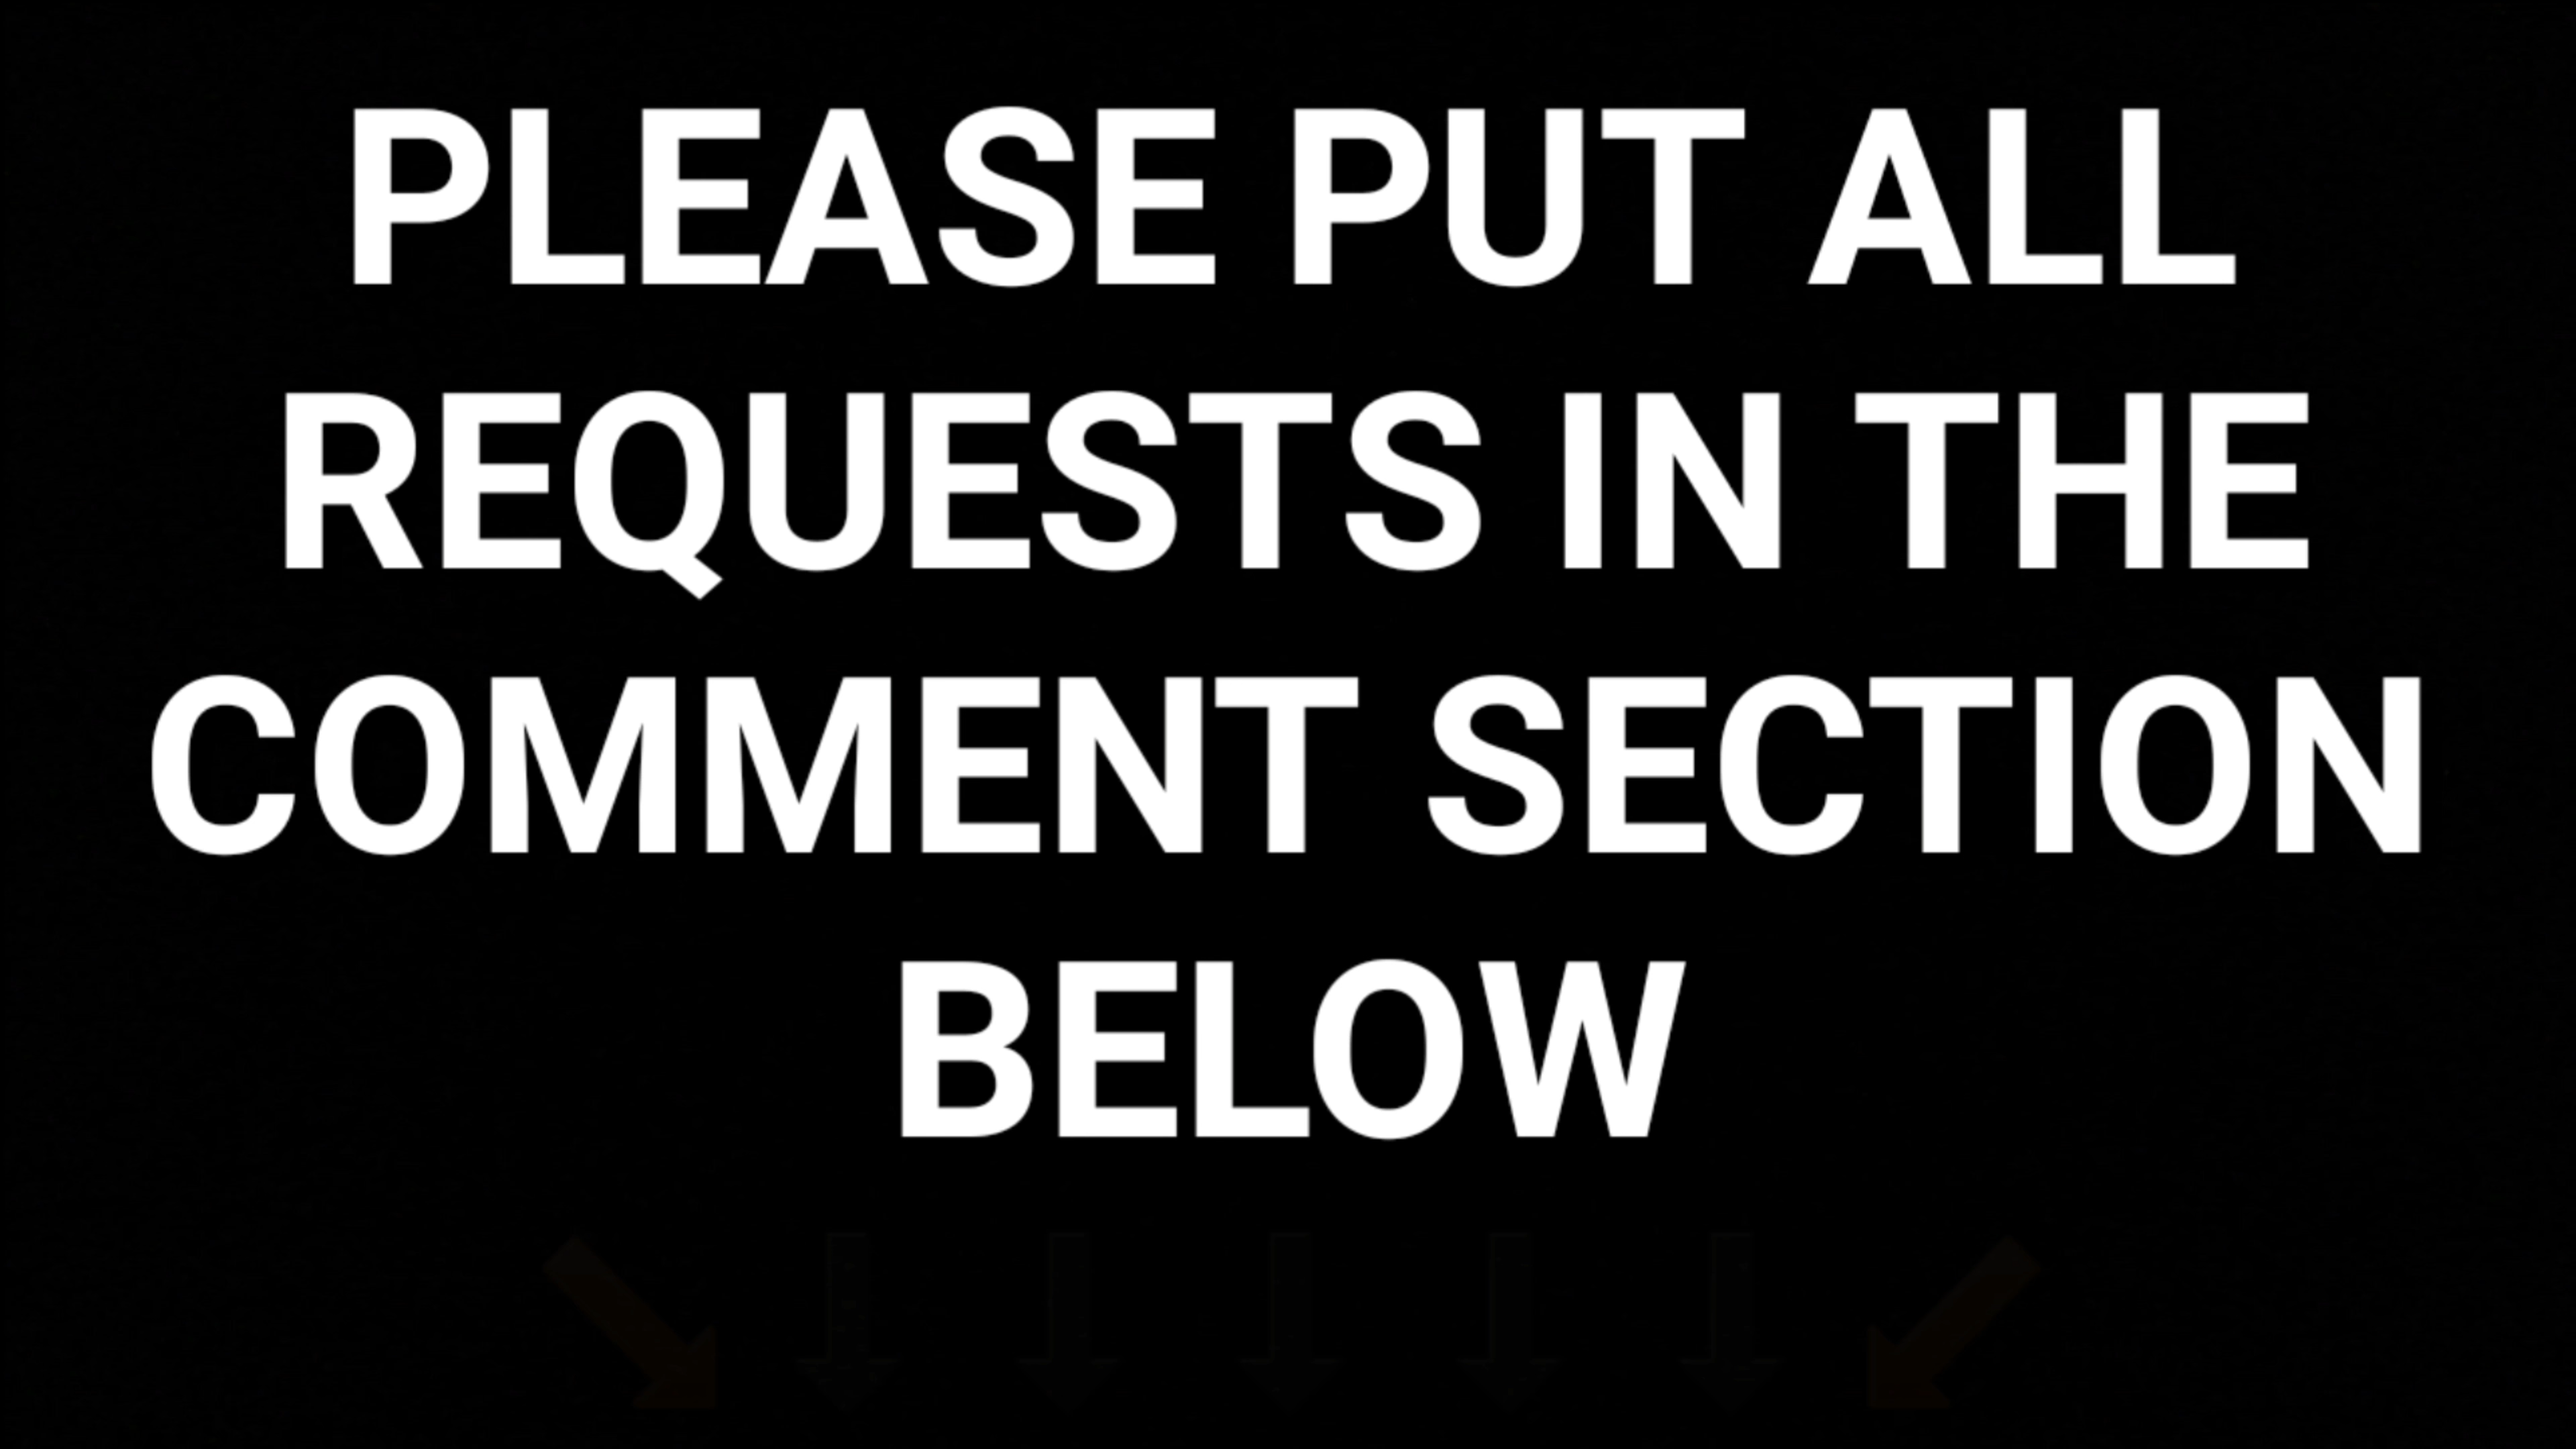 PLEASE PUT ALL
REQUESTS IN THE
COMMENT SECTION
BELOW